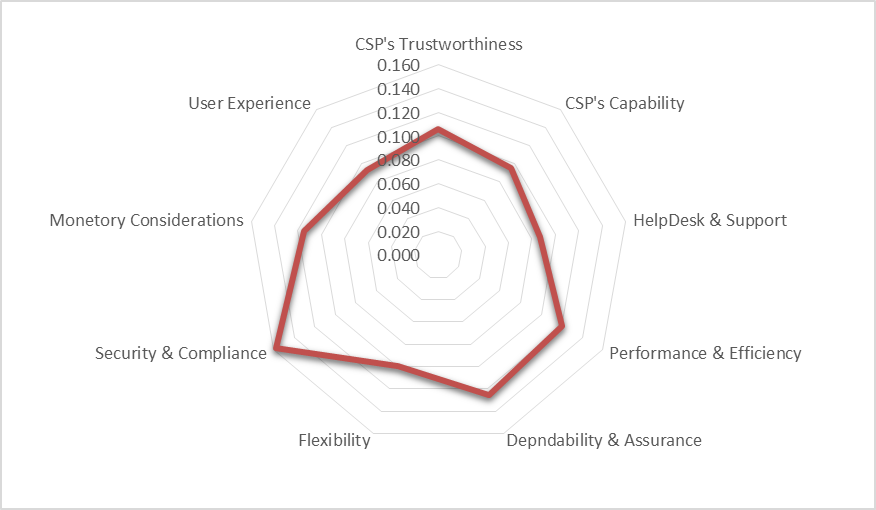 CSP's Trustworthiness
0.160
0.140
0.120
0.100
0.080
0.060
0.040
0.020
0.000
CSP's Capability
HelpDesk & Support
Performance & Efficiency
Depndability & Assurance
Flexibility
Security & Compliance
Monetory Considerations
User Experience